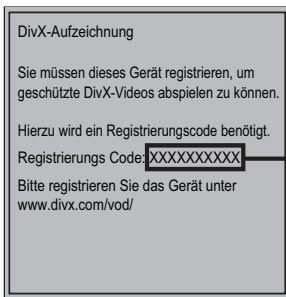 DivX-Aufzeichnung
Sie müssen dieses Gerät registrieren, um
geschützte DivX-Videos abspielen zu können.
Hierzu wird ein Registrierungscode benötigt.
Registrierungs Code: XXXXXXXXXX
Bitte registrieren Sie das Gerät unter
www.divx.com/vod/